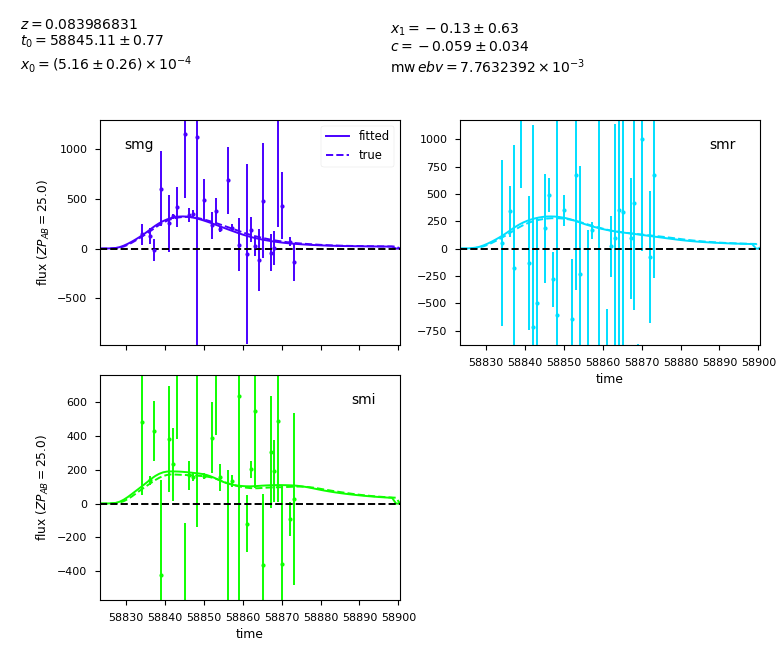 z = 0.083986831
t₀ = 58845.11 ± 0.77
x₀ = (5.16 ± 0.26) × 10⁻⁴
x₁ = −0.13 ± 0.63
c = −0.059 ± 0.034
mw ebv = 7.7632392 × 10⁻³
smg
fitted
true
1000
500
0
−500
flux (ZP_AB = 25.0)
smr
1000
750
500
250
0
−250
−500
−750
58830 58840 58850 58860 58870 58880 58890 58900
time
smi
600
400
200
0
−200
−400
flux (ZP_AB = 25.0)
58830 58840 58850 58860 58870 58880 58890 58900
time